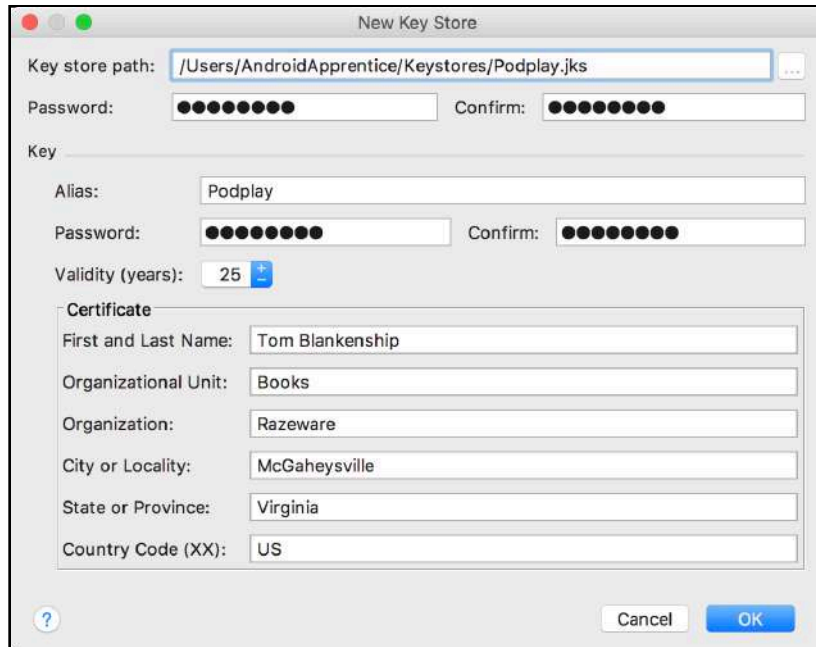 New Key Store
Key store path: /Users/AndroidApprentice/Keystores/Podplay.jks ...
Password: ●●●●●●●● Confirm: ●●●●●●●●
Key
Alias: Podplay
Password: ●●●●●●●● Confirm: ●●●●●●●●
Validity (years): 25 + −
Certificate
First and Last Name: Tom Blankenship
Organizational Unit: Books
Organization: Razeware
City or Locality: McGaheysville
State or Province: Virginia
Country Code (XX): US
? Cancel OK